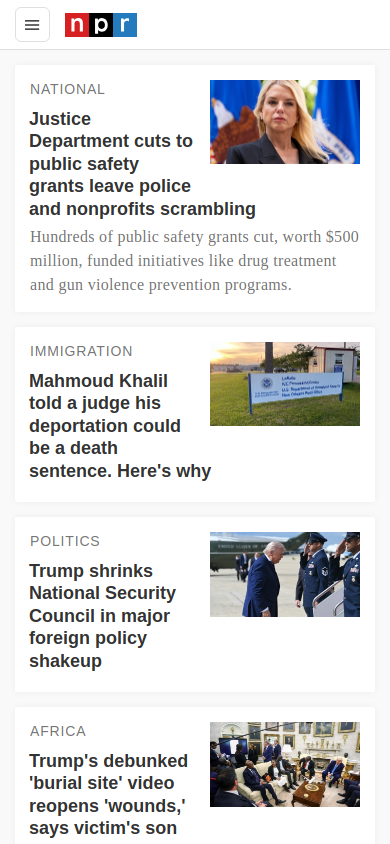 npr
NATIONAL
Justice
Department cuts to
public safety
grants leave police
and nonprofits scrambling
Hundreds of public safety grants cut, worth $500
million, funded initiatives like drug treatment
and gun violence prevention programs.
IMMIGRATION
Mahmoud Khalil
told a judge his
deportation could
be a death
sentence. Here's why
POLITICS
Trump shrinks
National Security
Council in major
foreign policy
shakeup
AFRICA
Trump's debunked
'burial site' video
reopens 'wounds,'
says victim's son